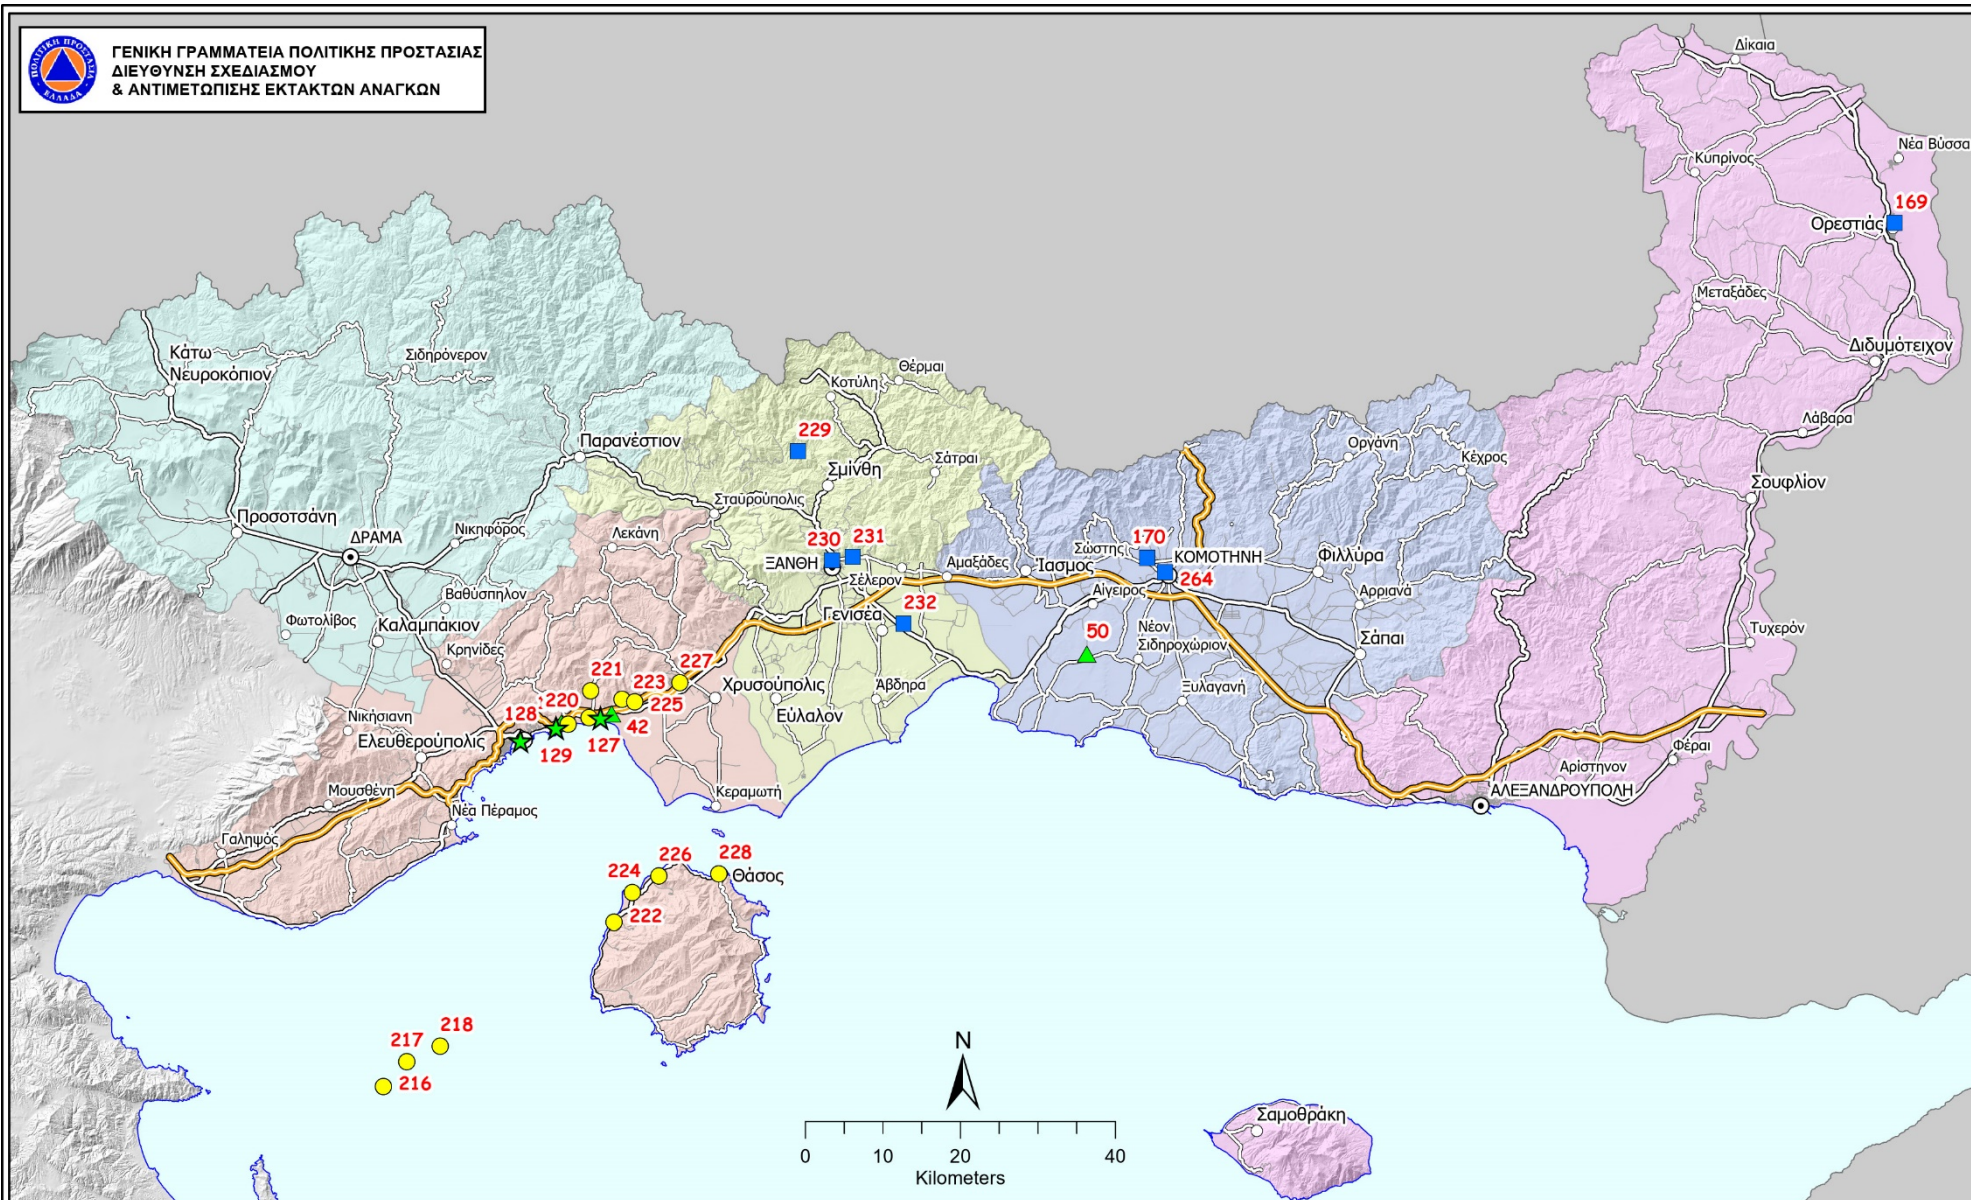 ΓΕΝΙΚΗ ΓΡΑΜΜΑΤΕΙΑ ΠΟΛΙΤΙΚΗΣ ΠΡΟΣΤΑΣΙΑΣ
ΔΙΕΥΘΥΝΣΗ ΣΧΕΔΙΑΣΜΟΥ
& ΑΝΤΙΜΕΤΩΠΙΣΗΣ ΕΚΤΑΚΤΩΝ ΑΝΑΓΚΩΝ
ΠΟΛΙΤΙΚΗ ΠΡΟΣΤΑΣΙΑ
ΕΛΛΑΔΑ
Δίκαια
Νέα Βύσσα
Κυπρίνος
169
Ορεστιάς
Μεταξάδες
Διδυμότειχον
Κάτω
Νευροκόπιον
Σιδηρόνερον
Θέρμαι
Κοτύλη
Λάβαρα
229
Παρανέστιον
Οργάνη
Κέχρος
Σάτραι
Σμίνθη
Σουφλίον
Σταυρούπολις
Προσοτσάνη
Νικηφόρος
ΔΡΑΜΑ
Λεκάνη
230
231
ΞΑΝΘΗ
Σέλερον
Αμαξάδες
Ίασμος
Σώστης
170
ΚΟΜΟΤΗΝΗ
264
Φιλλύρα
Αίγειρος
Αρριανά
Βαθύσπηλον
Φωτολίβος
Καλαμπάκιον
Κρηνίδες
Γενισέα
232
50
Νέον
Σιδηροχώριον
Σάπαι
Τυχερόν
221
223
227
Χρυσούπολις
Άβδηρα
Ξυλαγανή
220
225
128
42
Εύλαλον
Νικήσιανη
Ελευθερούπολις
129
127
Φέραι
Αρίστηνον
ΑΛΕΞΑΝΔΡΟΥΠΟΛΗ
Μουσθένη
Κεραμωτή
Νέα Πέραμος
Γαληψός
224
226
228
Θάσος
222
218
217
216
N
Σαμοθράκη
0 10 20 40
Kilometers